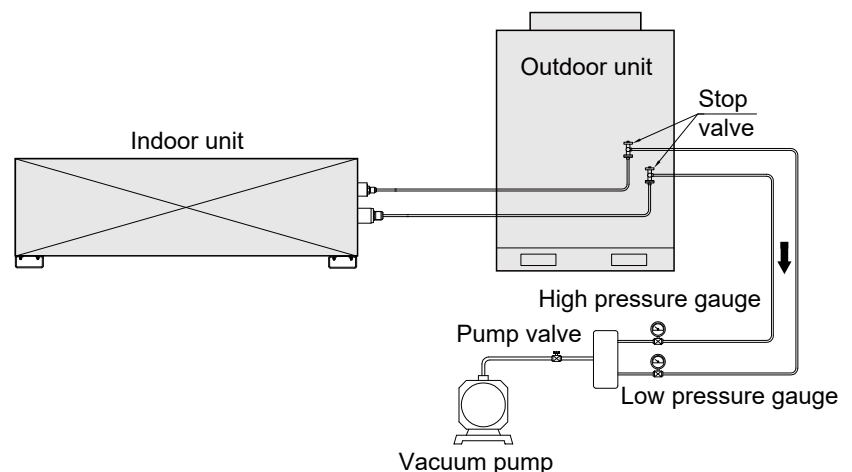 Outdoor unit
Stop
valve
Indoor unit
High pressure gauge
Pump valve
Low pressure gauge
Vacuum pump